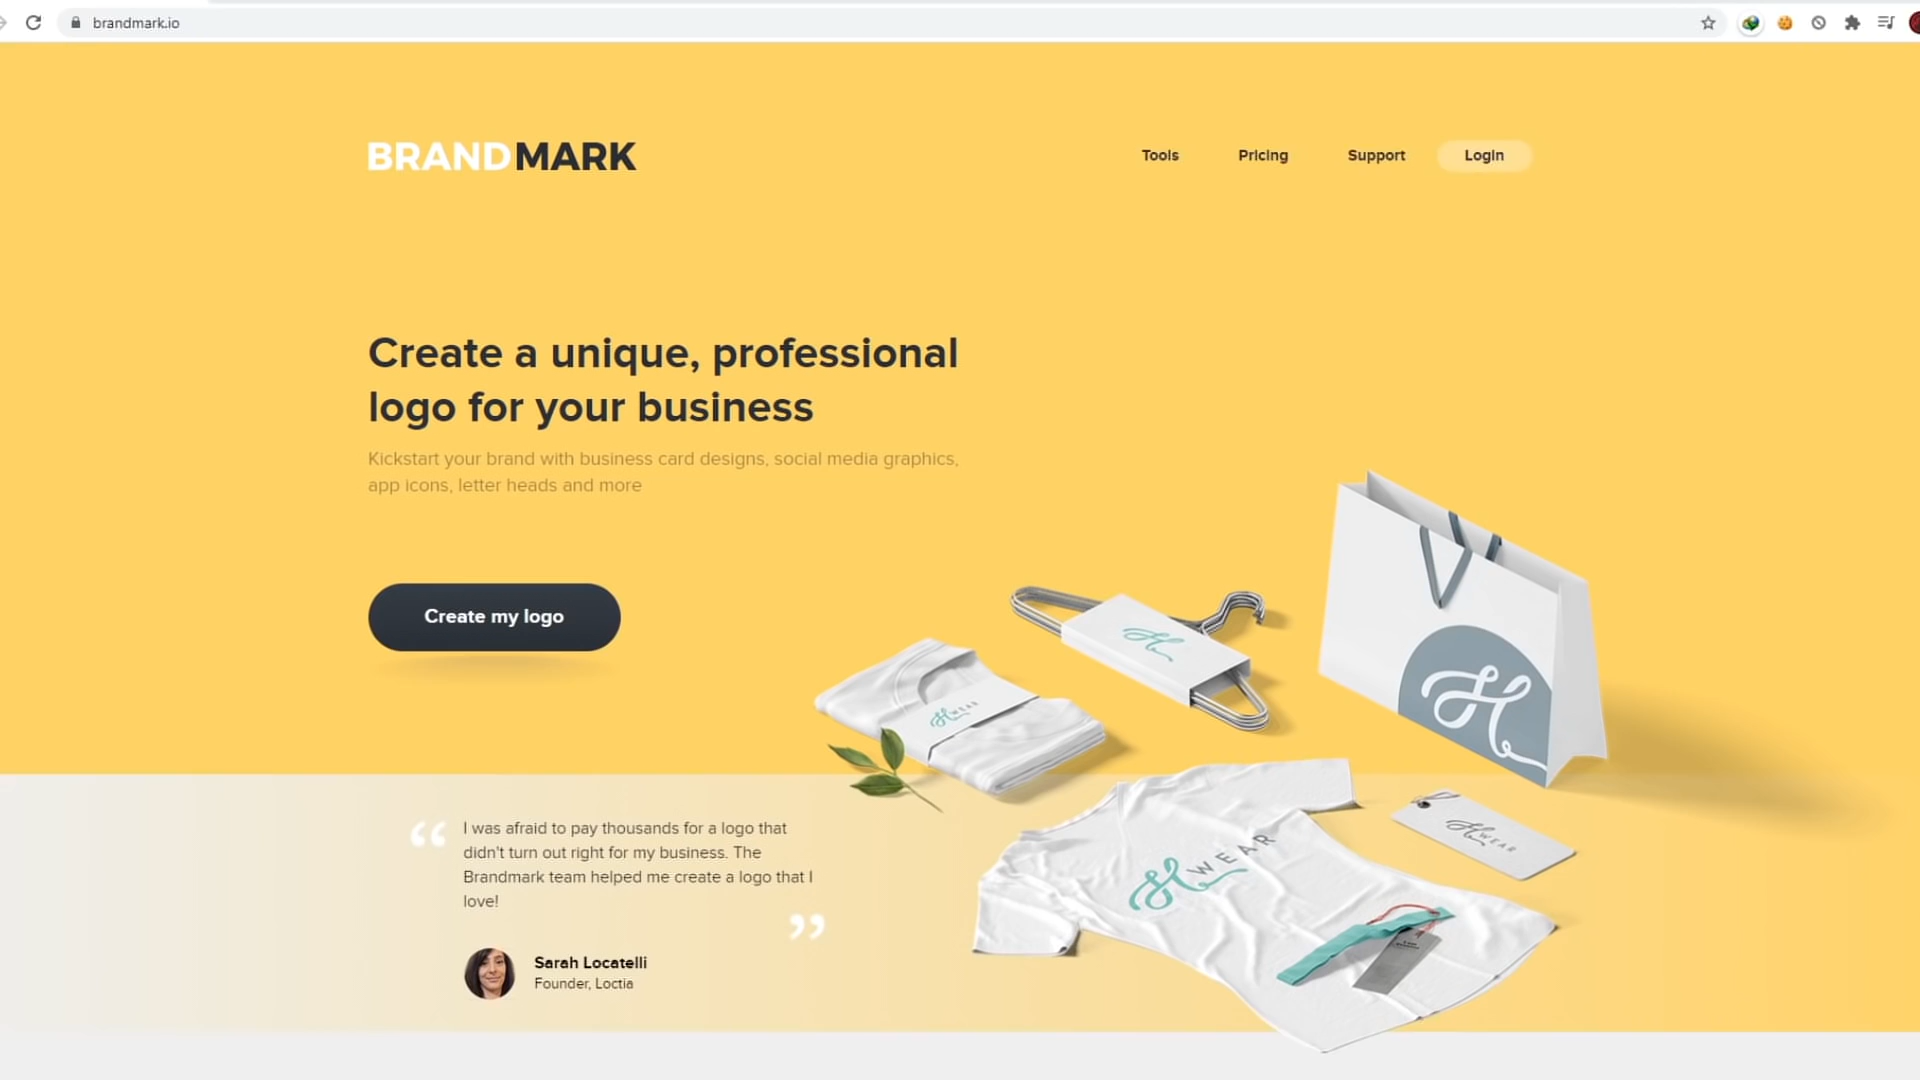 brandmark.io
BRANDMARK
Tools
Pricing
Support
Login
Create a unique, professional
logo for your business
Kickstart your brand with business card designs, social media graphics,
app icons, letter heads and more
Create my logo
H
H
H WEAR
H WEAR
H WEAR
“ I was afraid to pay thousands for a logo that
didn't turn out right for my business. The
Brandmark team helped me create a logo that I
love! ”
Sarah Locatelli
Founder, Loctia